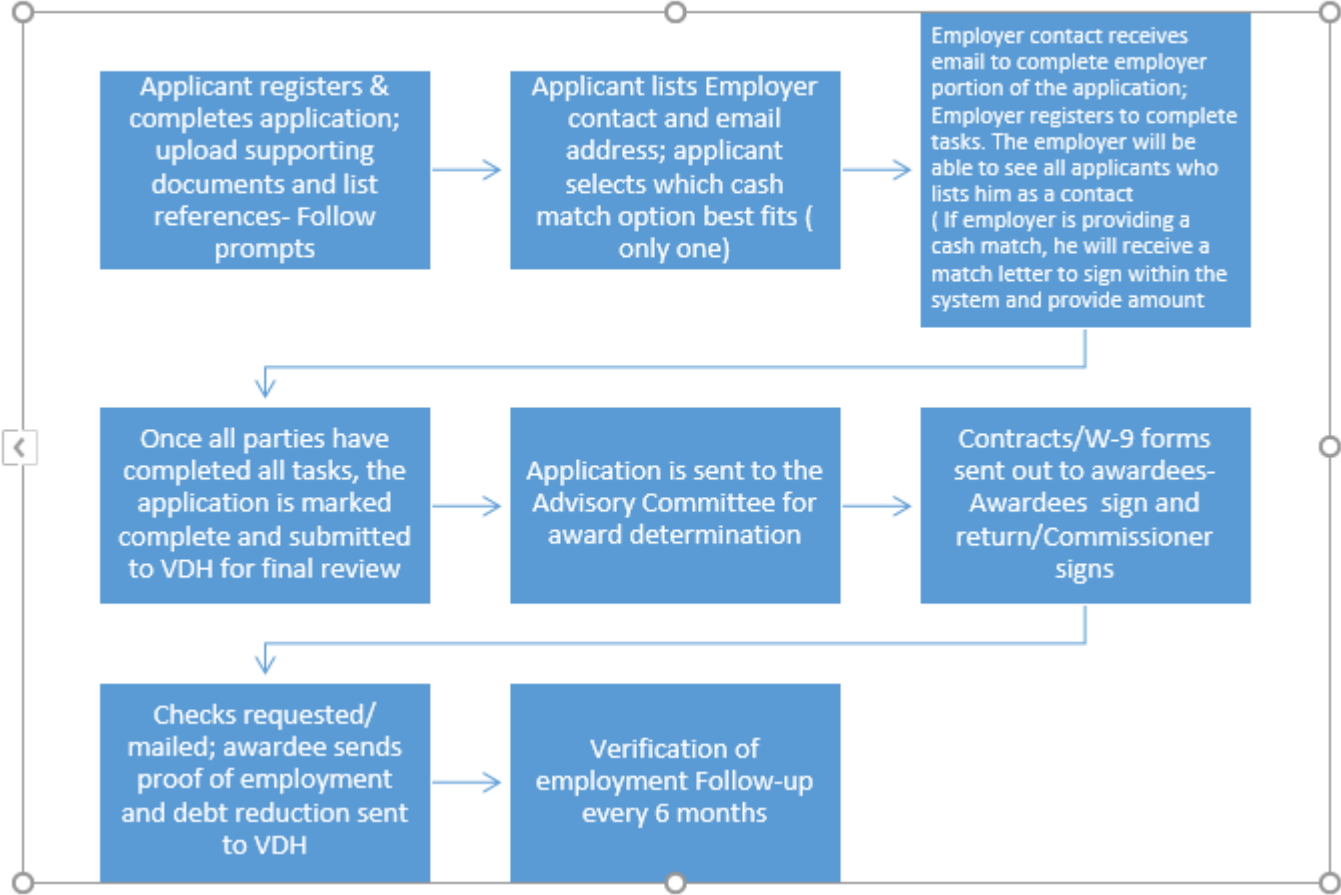 Applicant registers &
completes application;
upload supporting
documents and list
references- Follow
prompts
Applicant lists Employer
contact and email
address; applicant
selects which cash
match option best fits (
only one)
Employer contact receives
email to complete employer
portion of the application;
Employer registers to complete
tasks. The employer will be
able to see all applicants who
lists him as a contact
( If employer is providing a
cash match, he will receive a
match letter to sign within the
system and provide amount
Once all parties have
completed all tasks, the
application is marked
complete and submitted
to VDH for final review
Application is sent to the
Advisory Committee for
award determination
Contracts/W-9 forms
sent out to awardees-
Awardees  sign and
return/Commissioner
signs
Checks requested/
mailed; awardee sends
proof of employment
and debt reduction sent
to VDH
Verification of
employment Follow-up
every 6 months